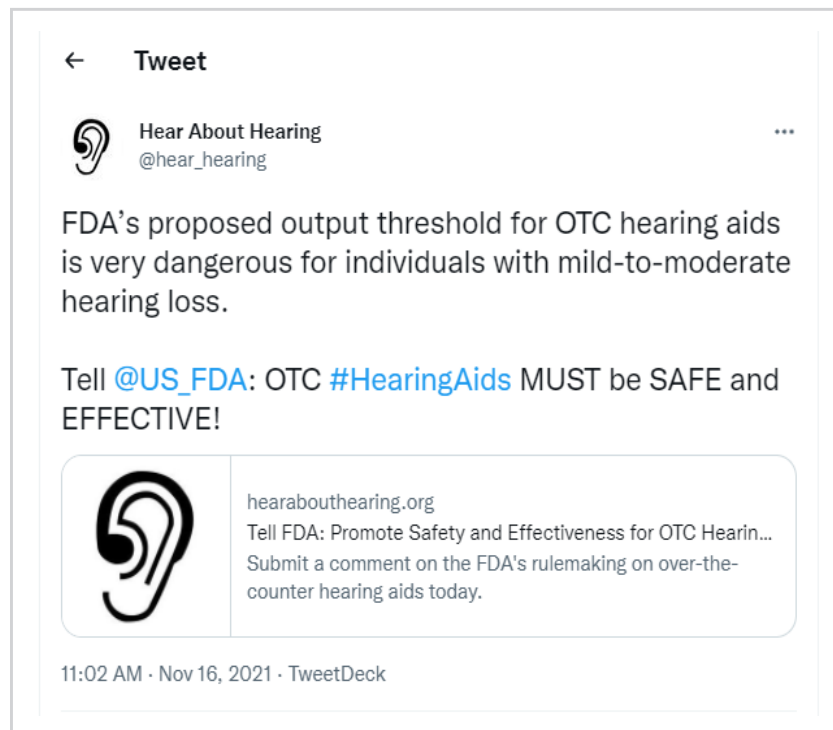 ← Tweet
Hear About Hearing
@hear_hearing
FDA’s proposed output threshold for OTC hearing aids
is very dangerous for individuals with mild-to-moderate
hearing loss.
Tell @US_FDA: OTC #HearingAids MUST be SAFE and
EFFECTIVE!
hearabouthearing.org
Tell FDA: Promote Safety and Effectiveness for OTC Hearin...
Submit a comment on the FDA's rulemaking on over-the-
counter hearing aids today.
11:02 AM · Nov 16, 2021 · TweetDeck